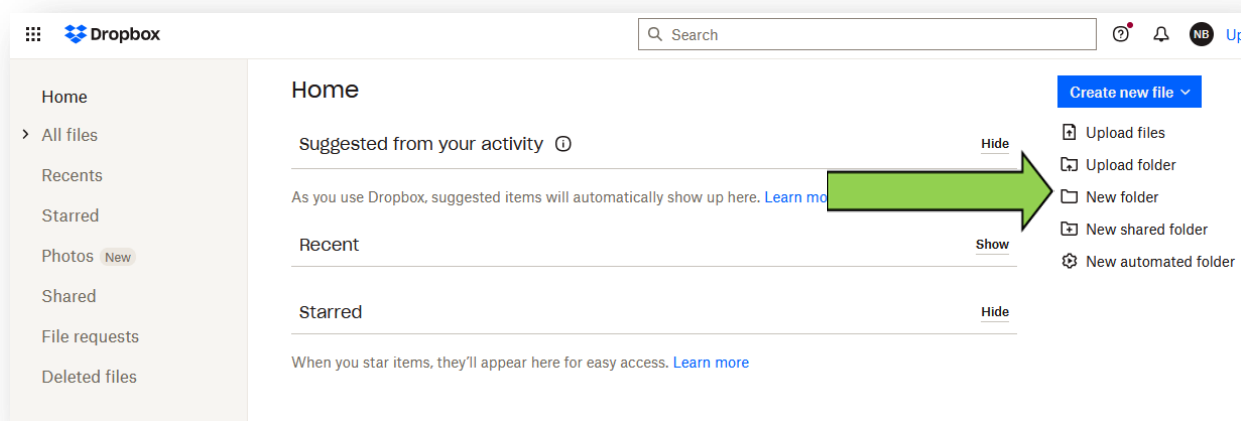 Dropbox
Search
NB
Up
Home
All files
Recents
Starred
Photos New
Shared
File requests
Deleted files
Home
Suggested from your activity
Hide
As you use Dropbox, suggested items will automatically show up here. Learn mo
Recent
Show
Starred
Hide
When you star items, they’ll appear here for easy access. Learn more
Create new file
Upload files
Upload folder
New folder
New shared folder
New automated folder